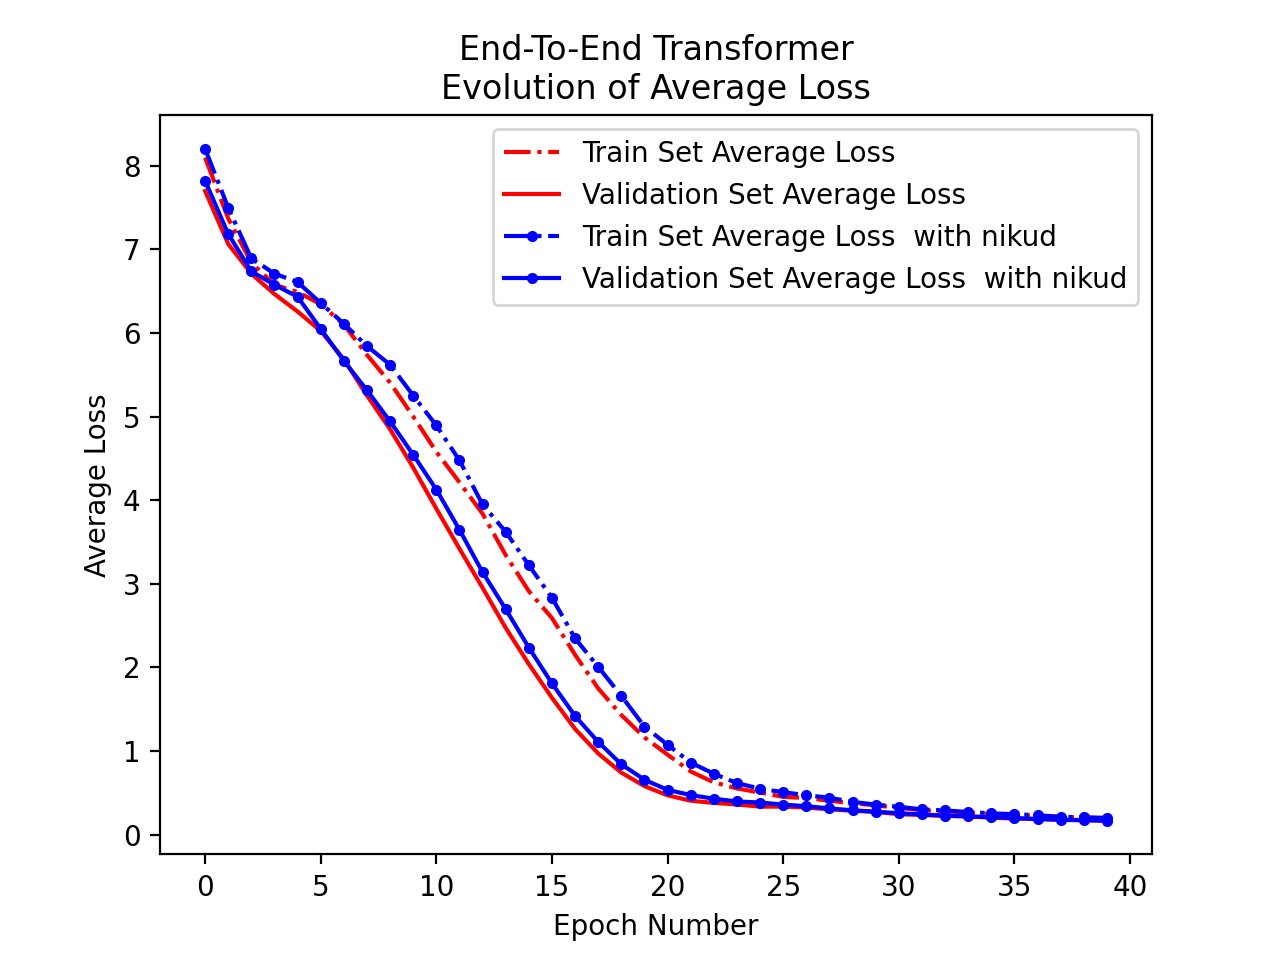 End-To-End Transformer
Evolution of Average Loss
Train Set Average Loss
Validation Set Average Loss
Train Set Average Loss  with nikud
Validation Set Average Loss  with nikud
8
7
6
5
4
3
2
1
0
Average Loss
0 5 10 15 20 25 30 35 40
Epoch Number